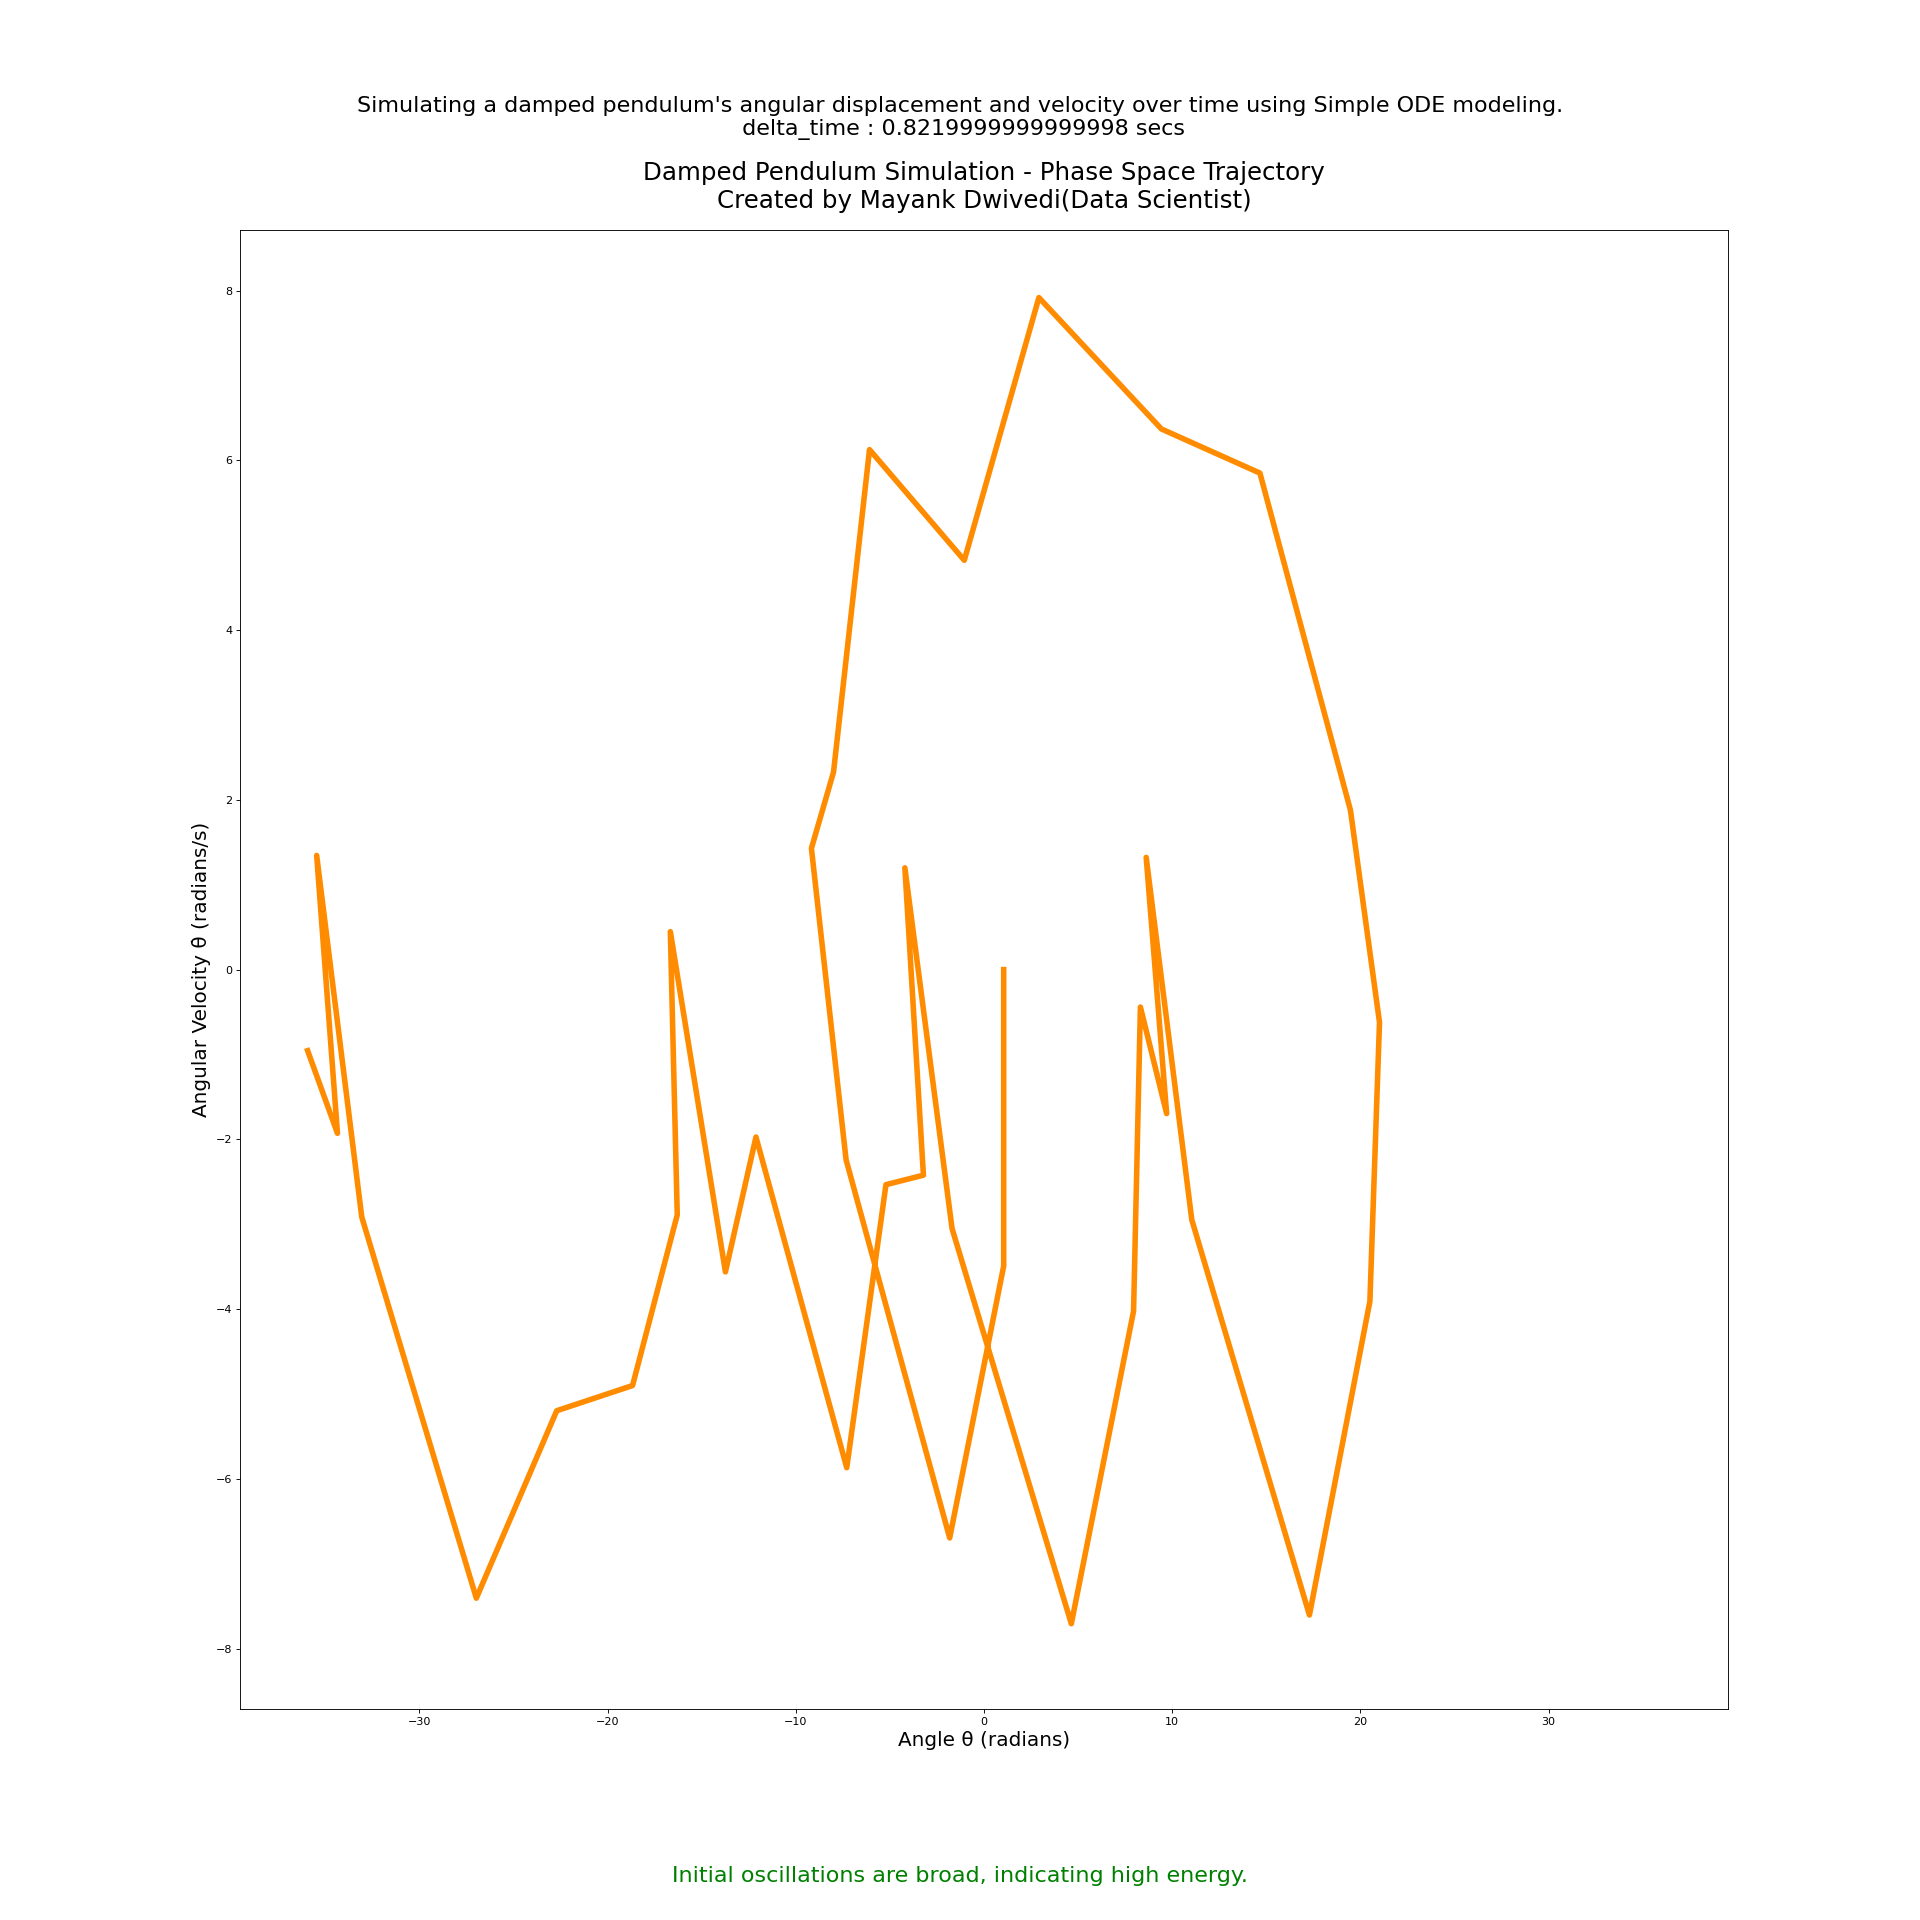 Simulating a damped pendulum's angular displacement and velocity over time using Simple ODE modeling.
delta_time : 0.8219999999999998 secs
Damped Pendulum Simulation - Phase Space Trajectory
Created by Mayank Dwivedi(Data Scientist)
Angular Velocity θ (radians/s)
8
6
4
2
0
−2
−4
−6
−8
−30
−20
−10
0
10
20
30
Angle θ (radians)
Initial oscillations are broad, indicating high energy.